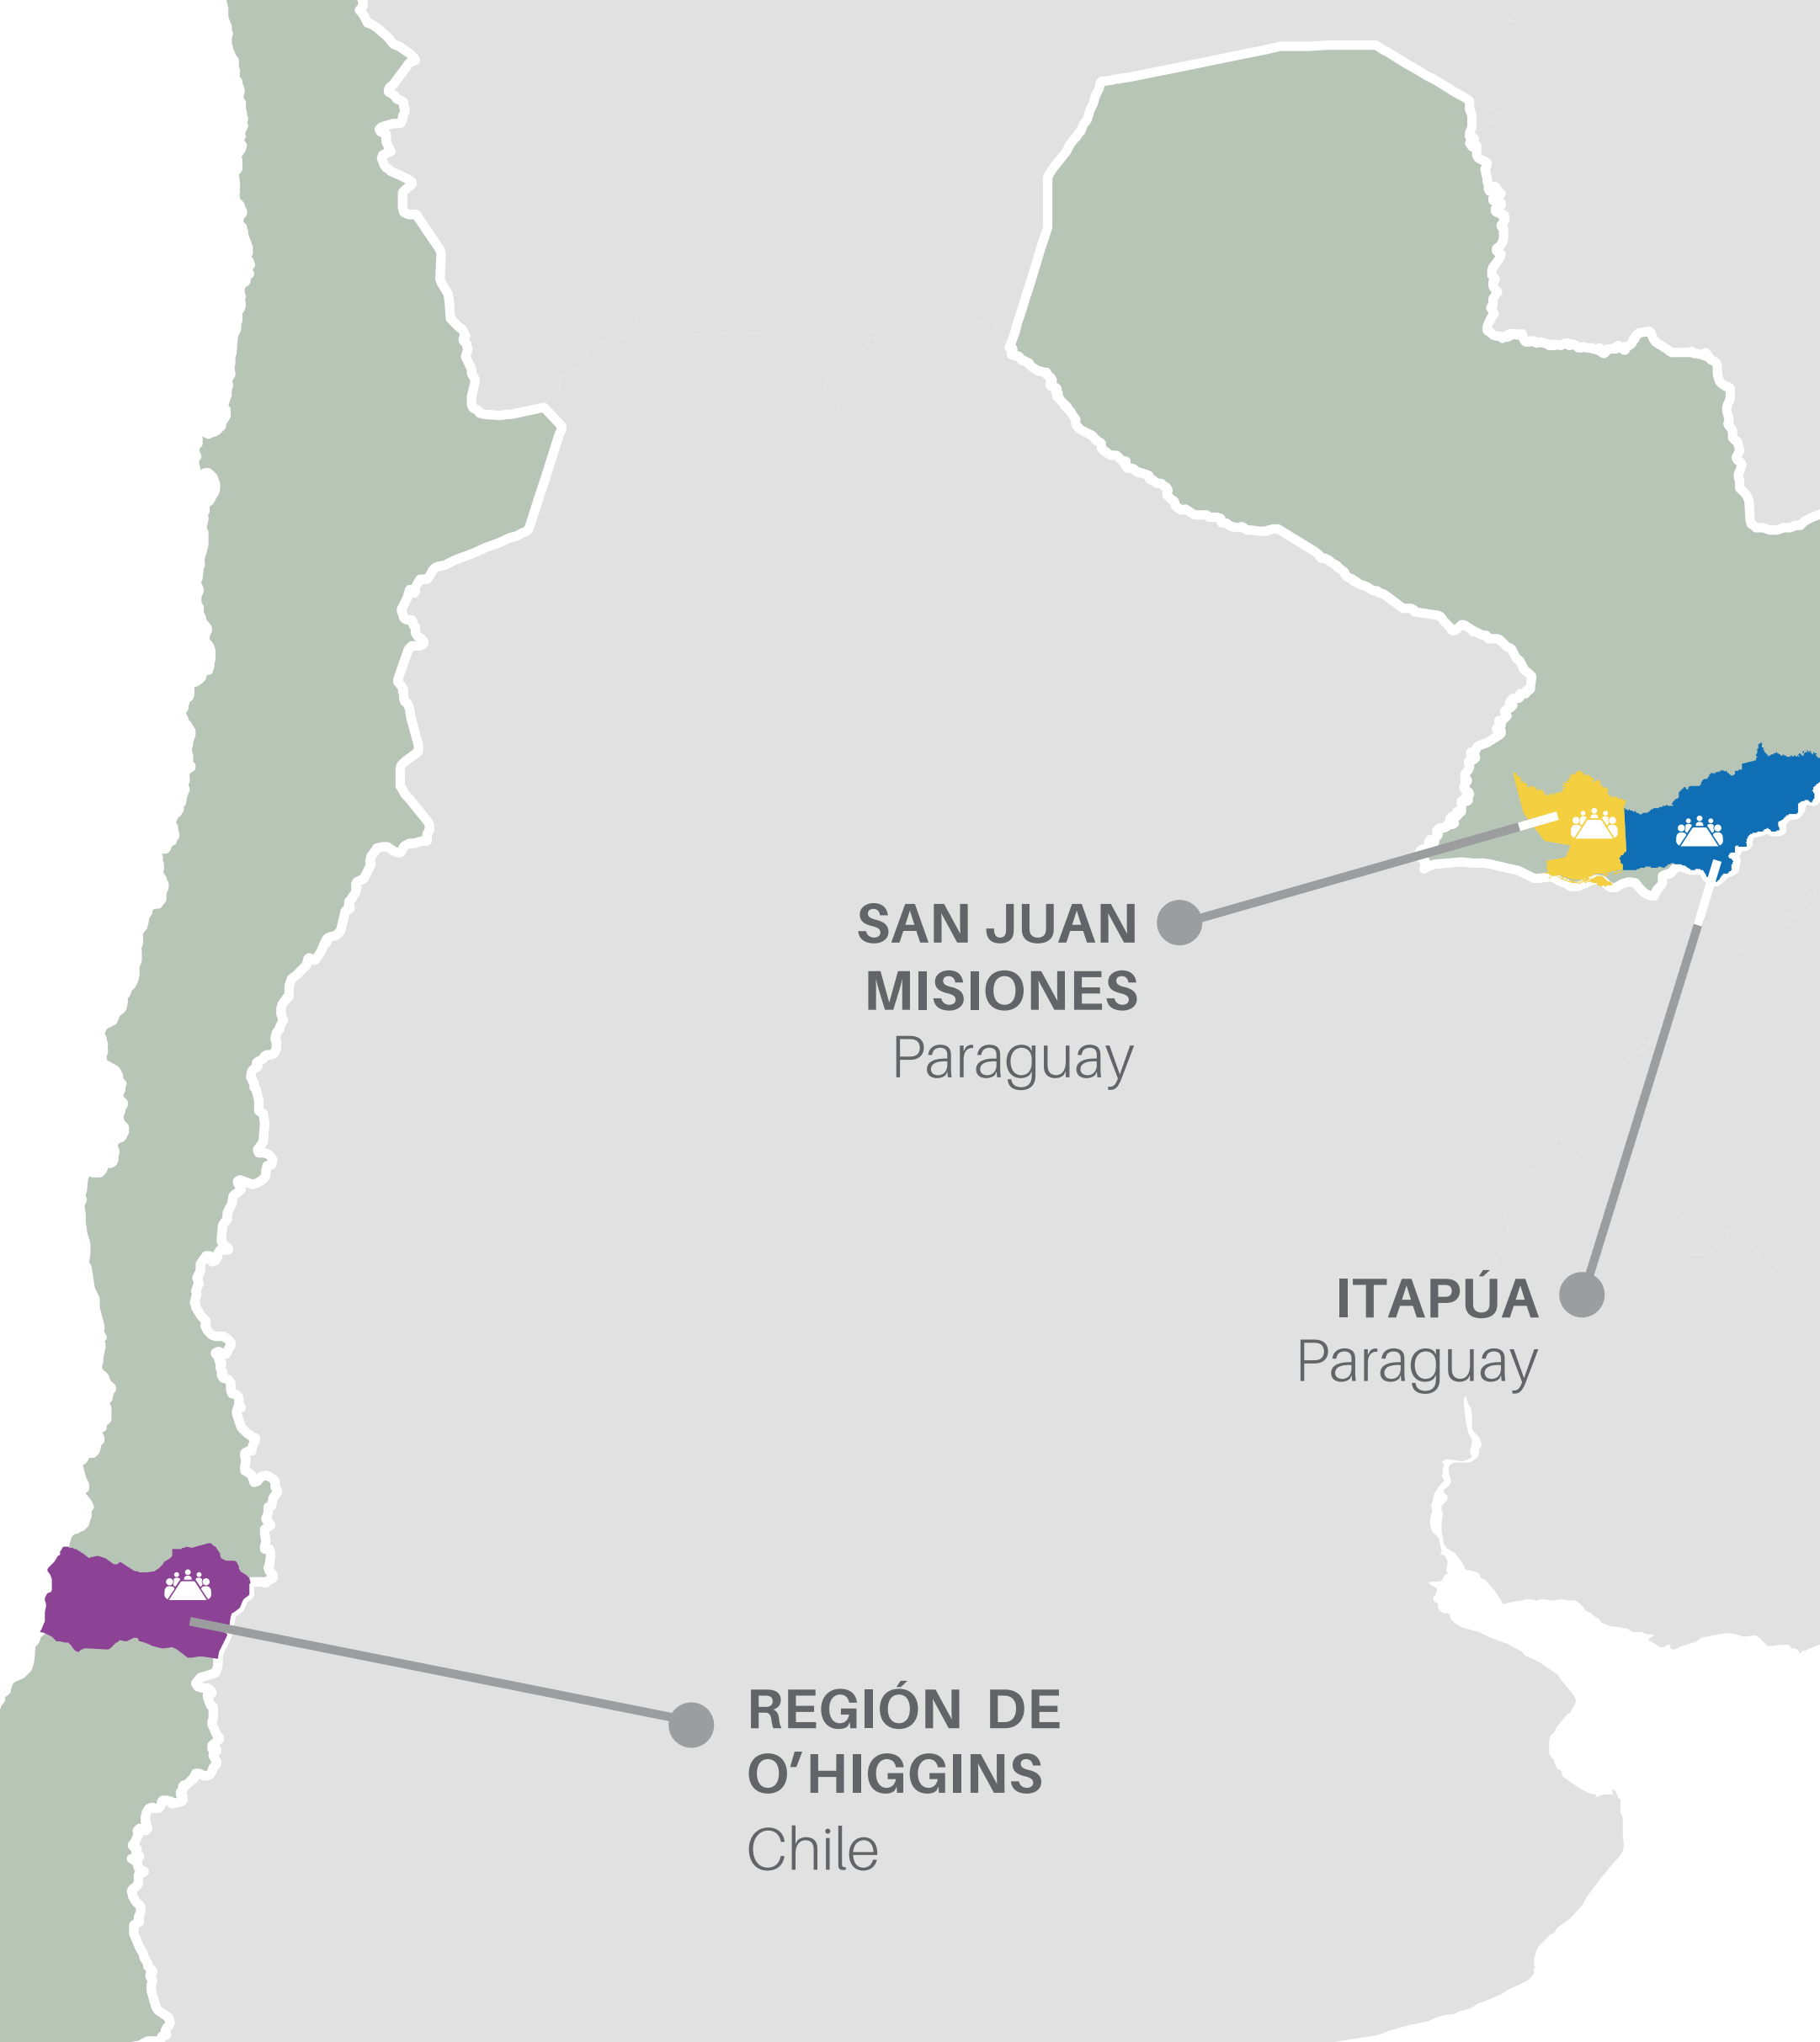 SAN JUAN
MISIONES
Paraguay
ITAPÚA
Paraguay
REGIÓN DE
O’HIGGINS
Chile